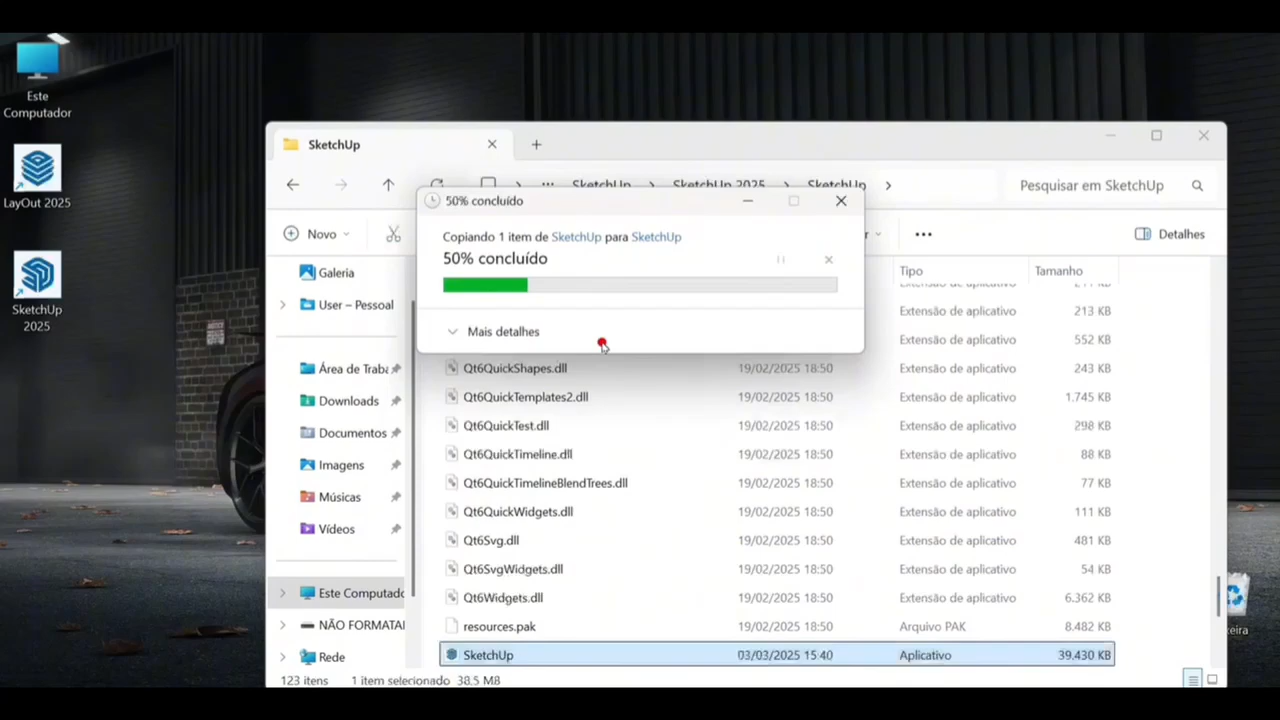 Este
Computador
LayOut 2025
SketchUp
2025
SketchUp
SketchUp
SketchUp 2025
SketchUp
Pesquisar em SketchUp
50% concluído
Copiando 1 item de SketchUp para SketchUp
50% concluído
Mais detalhes
Novo
Detalhes
Galeria
User – Pessoal
Área de Traba
Downloads
Documentos
Imagens
Músicas
Vídeos
Este Computado
NÃO FORMATA
Rede
Tipo Tamanho
Extensão de aplicativo
Extensão de aplicativo 213 KB
Extensão de aplicativo 552 KB
Qt6QuickShapes.dll 19/02/2025 18:50 Extensão de aplicativo 243 KB
Qt6QuickTemplates2.dll 19/02/2025 18:50 Extensão de aplicativo 1.745 KB
Qt6QuickTest.dll 19/02/2025 18:50 Extensão de aplicativo 298 KB
Qt6QuickTimeline.dll 19/02/2025 18:50 Extensão de aplicativo 88 KB
Qt6QuickTimelineBlendTrees.dll 19/02/2025 18:50 Extensão de aplicativo 77 KB
Qt6QuickWidgets.dll 19/02/2025 18:50 Extensão de aplicativo 111 KB
Qt6Svg.dll 19/02/2025 18:50 Extensão de aplicativo 481 KB
Qt6SvgWidgets.dll 19/02/2025 18:50 Extensão de aplicativo 54 KB
Qt6Widgets.dll 19/02/2025 18:50 Extensão de aplicativo 6.362 KB
resources.pak 19/02/2025 18:50 Arquivo PAK 8.482 KB
SketchUp 03/03/2025 15:40 Aplicativo 39.430 KB
123 itens 1 item selecionado 38,5 MB
eira